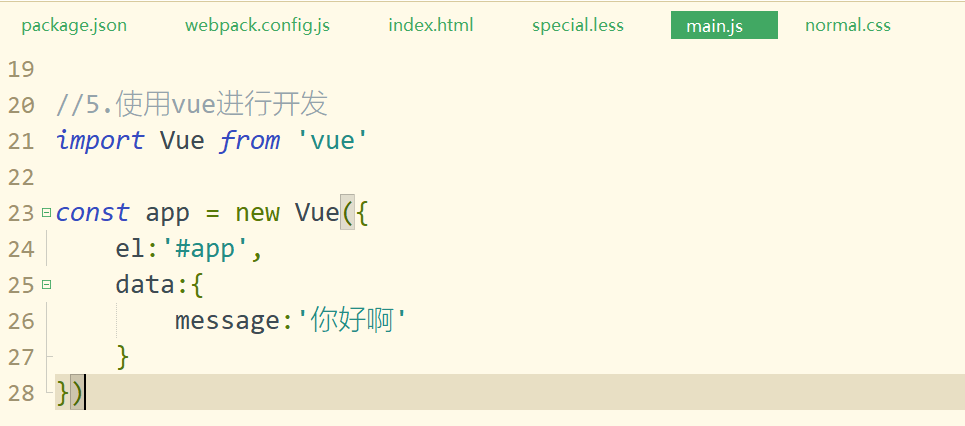 package.json webpack.config.js index.html special.less main.js normal.css
19
20 //5.使用vue进行开发
21 import Vue from 'vue'
22
23 const app = new Vue({
24     el:'#app',
25     data:{
26         message:'你好啊'
27     }
28 })